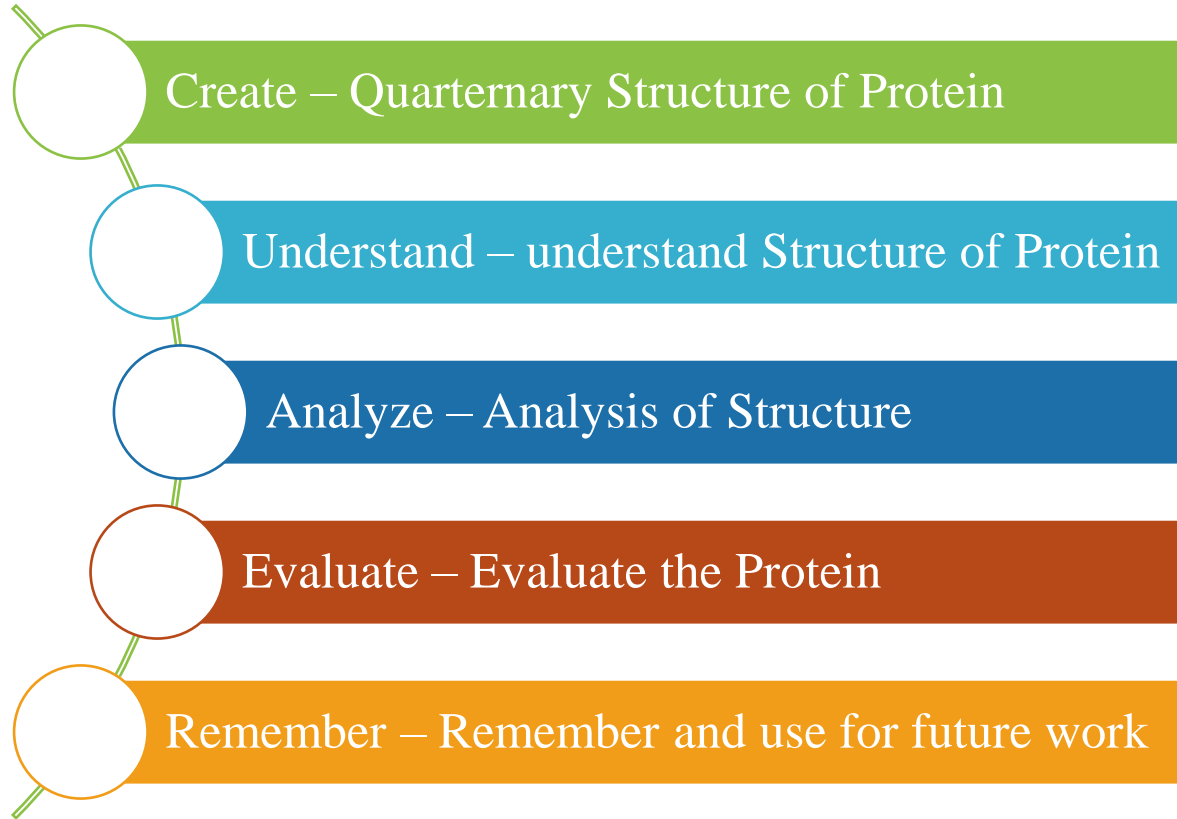 Create – Quarternary Structure of Protein
Understand – understand Structure of Protein
Analyze – Analysis of Structure
Evaluate – Evaluate the Protein
Remember – Remember and use for future work